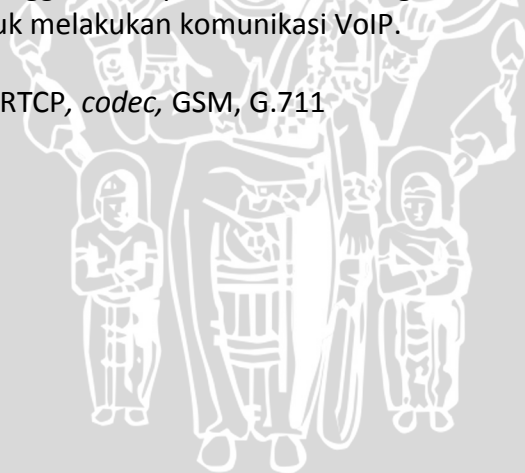 uk melakukan komunikasi VoIP.
RTCP, codec, GSM, G.711